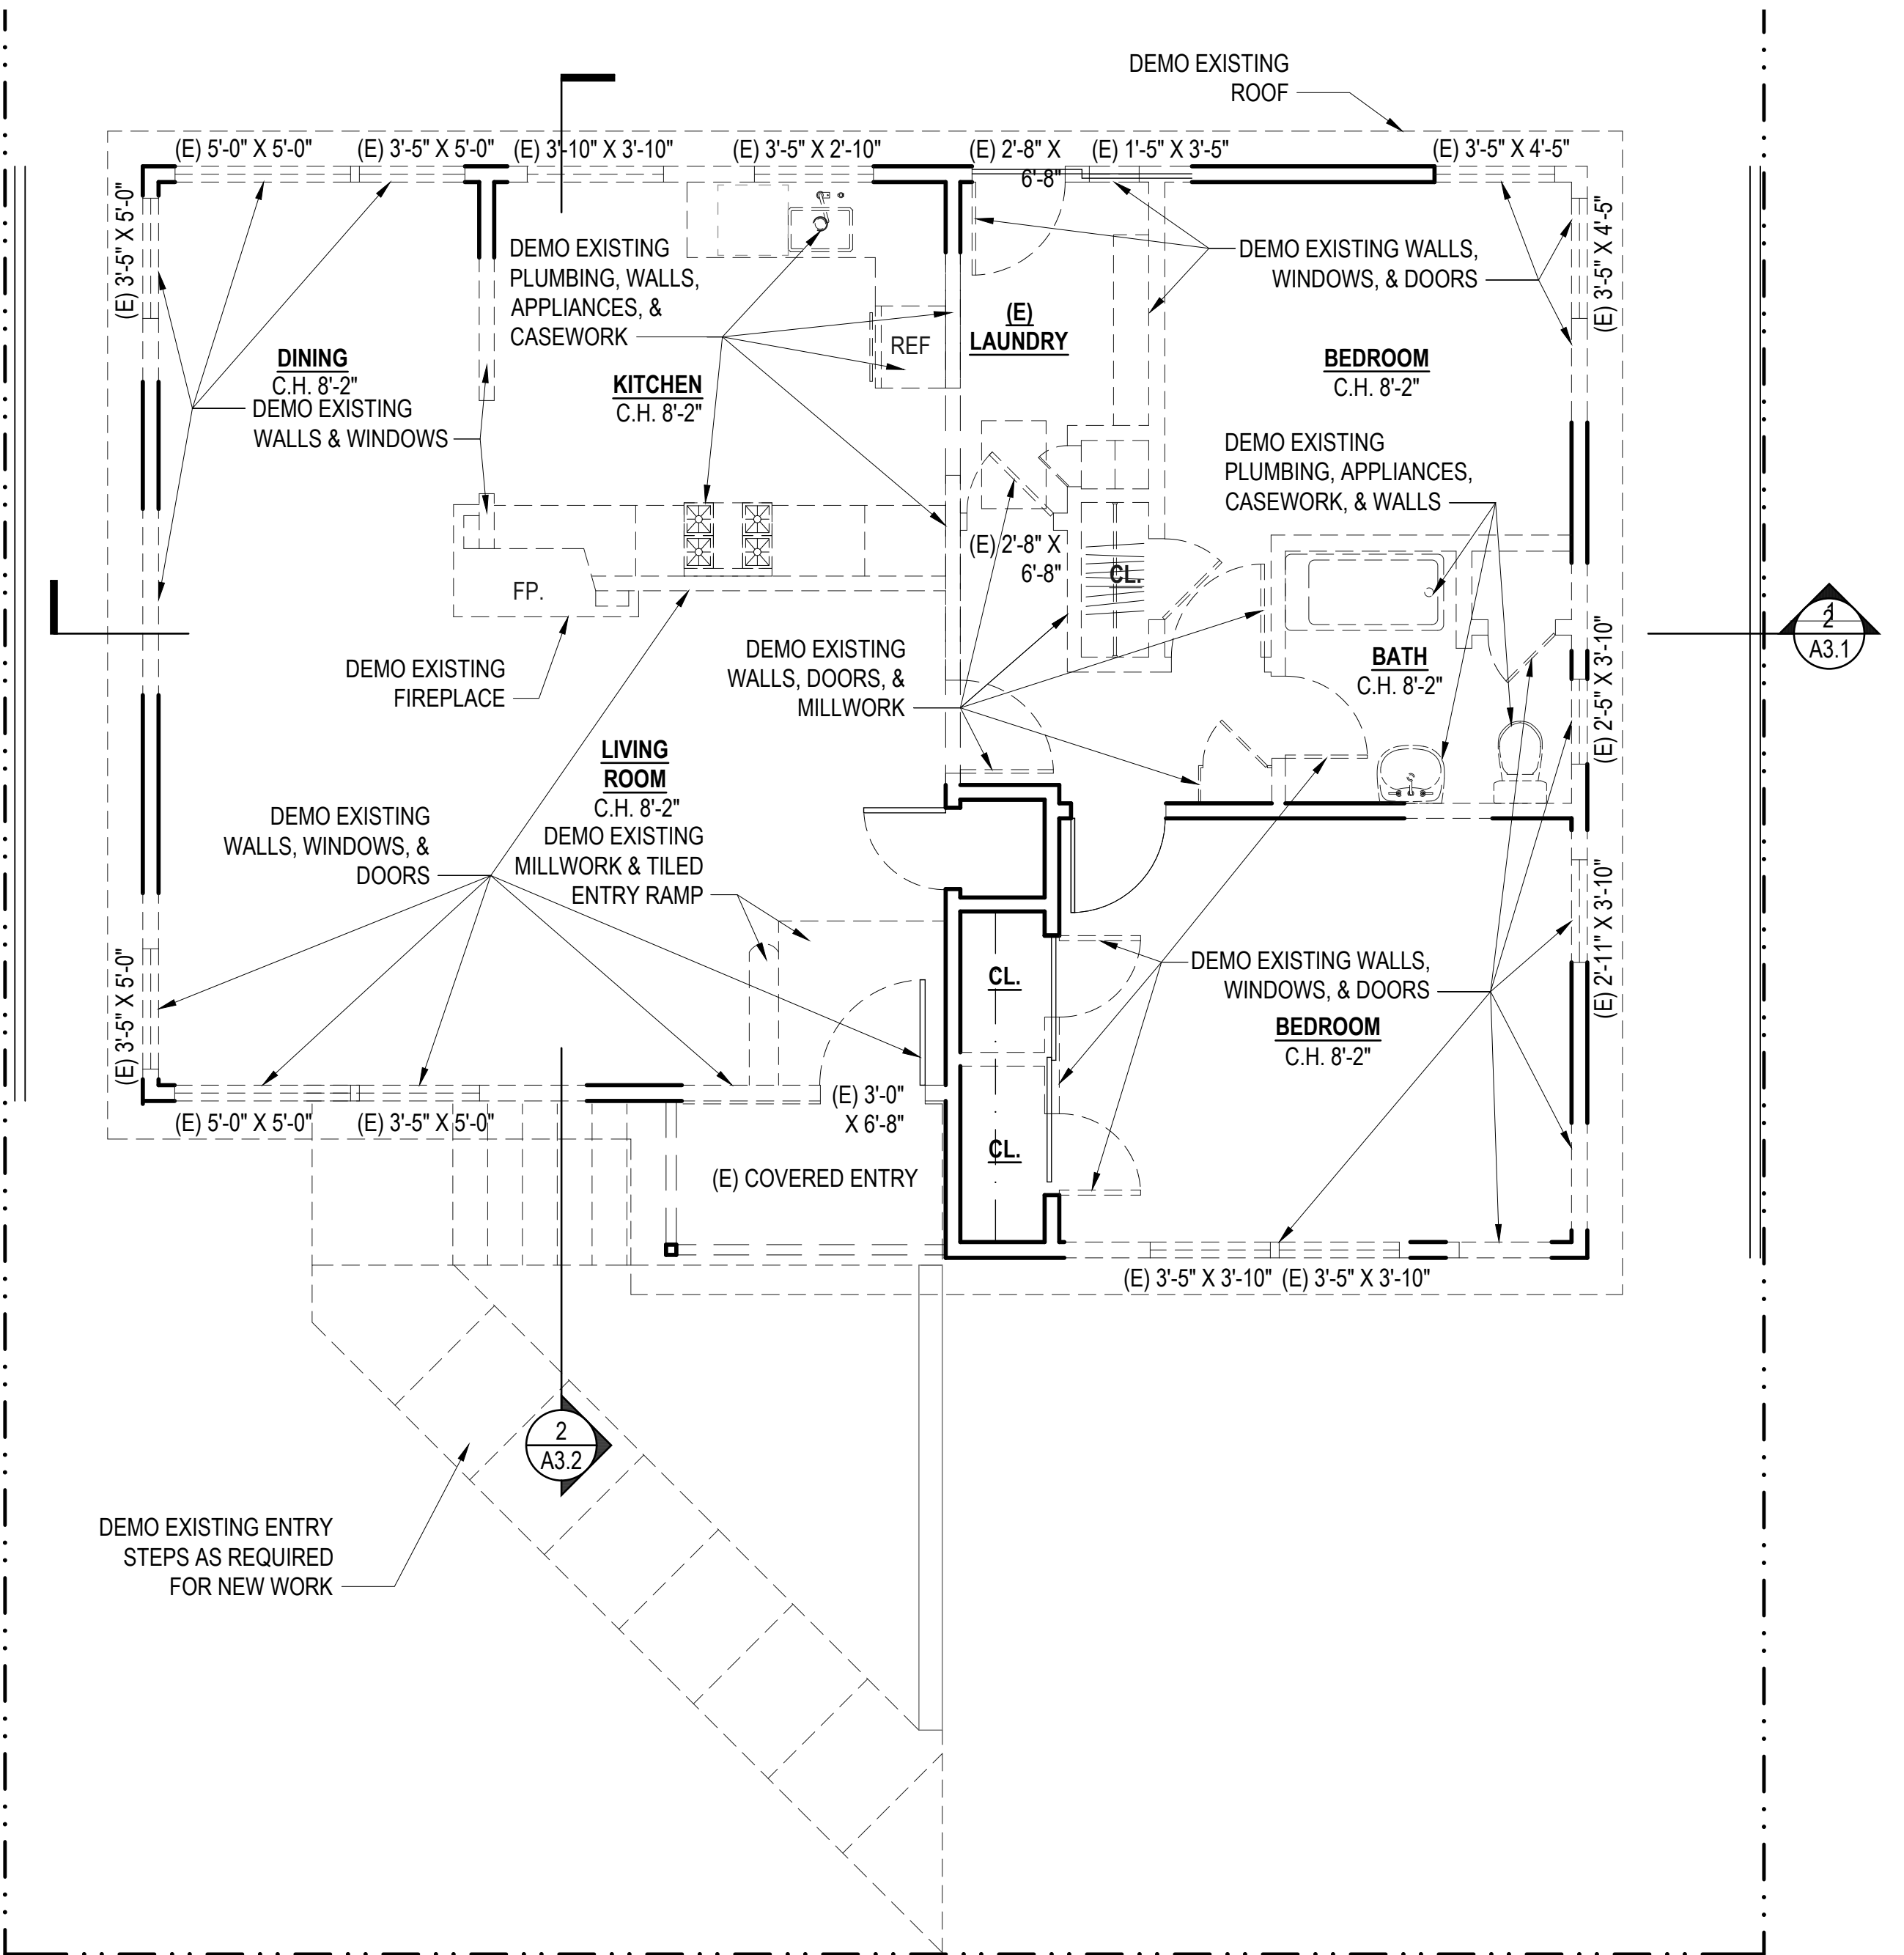 DEMO EXISTING
ROOF
(E) 5'-0" X 5'-0"
(E) 3'-5" X 5'-0"
(E) 3'-10" X 3'-10"
(E) 3'-5" X 2'-10"
(E) 2'-8" X
6'-8"
(E) 1'-5" X 3'-5"
(E) 3'-5" X 4'-5"
(E) 3'-5" X 5'-0"
(E) 3'-5" X 4'-5"
DEMO EXISTING
PLUMBING, WALLS,
APPLIANCES, &
CASEWORK
DEMO EXISTING WALLS,
WINDOWS, & DOORS
(E)
LAUNDRY
REF
DINING
C.H. 8'-2"
DEMO EXISTING
WALLS & WINDOWS
KITCHEN
C.H. 8'-2"
BEDROOM
C.H. 8'-2"
DEMO EXISTING
PLUMBING, APPLIANCES,
CASEWORK, & WALLS
(E) 2'-8" X
6'-8"
CL.
FP.
DEMO EXISTING
FIREPLACE
DEMO EXISTING
WALLS, DOORS, &
MILLWORK
BATH
C.H. 8'-2"
(E) 2'-5" X 3'-10"
A3.1
LIVING
ROOM
C.H. 8'-2"
DEMO EXISTING
WALLS, WINDOWS, &
DOORS
DEMO EXISTING
MILLWORK & TILED
ENTRY RAMP
(E) 2'-11" X 3'-10"
CL.
DEMO EXISTING WALLS,
WINDOWS, & DOORS
BEDROOM
C.H. 8'-2"
(E) 3'-5" X 5'-0"
(E) 5'-0" X 5'-0"
(E) 3'-5" X 5'-0"
(E) 3'-0"
X 6'-8"
CL.
(E) COVERED ENTRY
(E) 3'-5" X 3'-10"
(E) 3'-5" X 3'-10"
2
A3.2
DEMO EXISTING ENTRY
STEPS AS REQUIRED
FOR NEW WORK